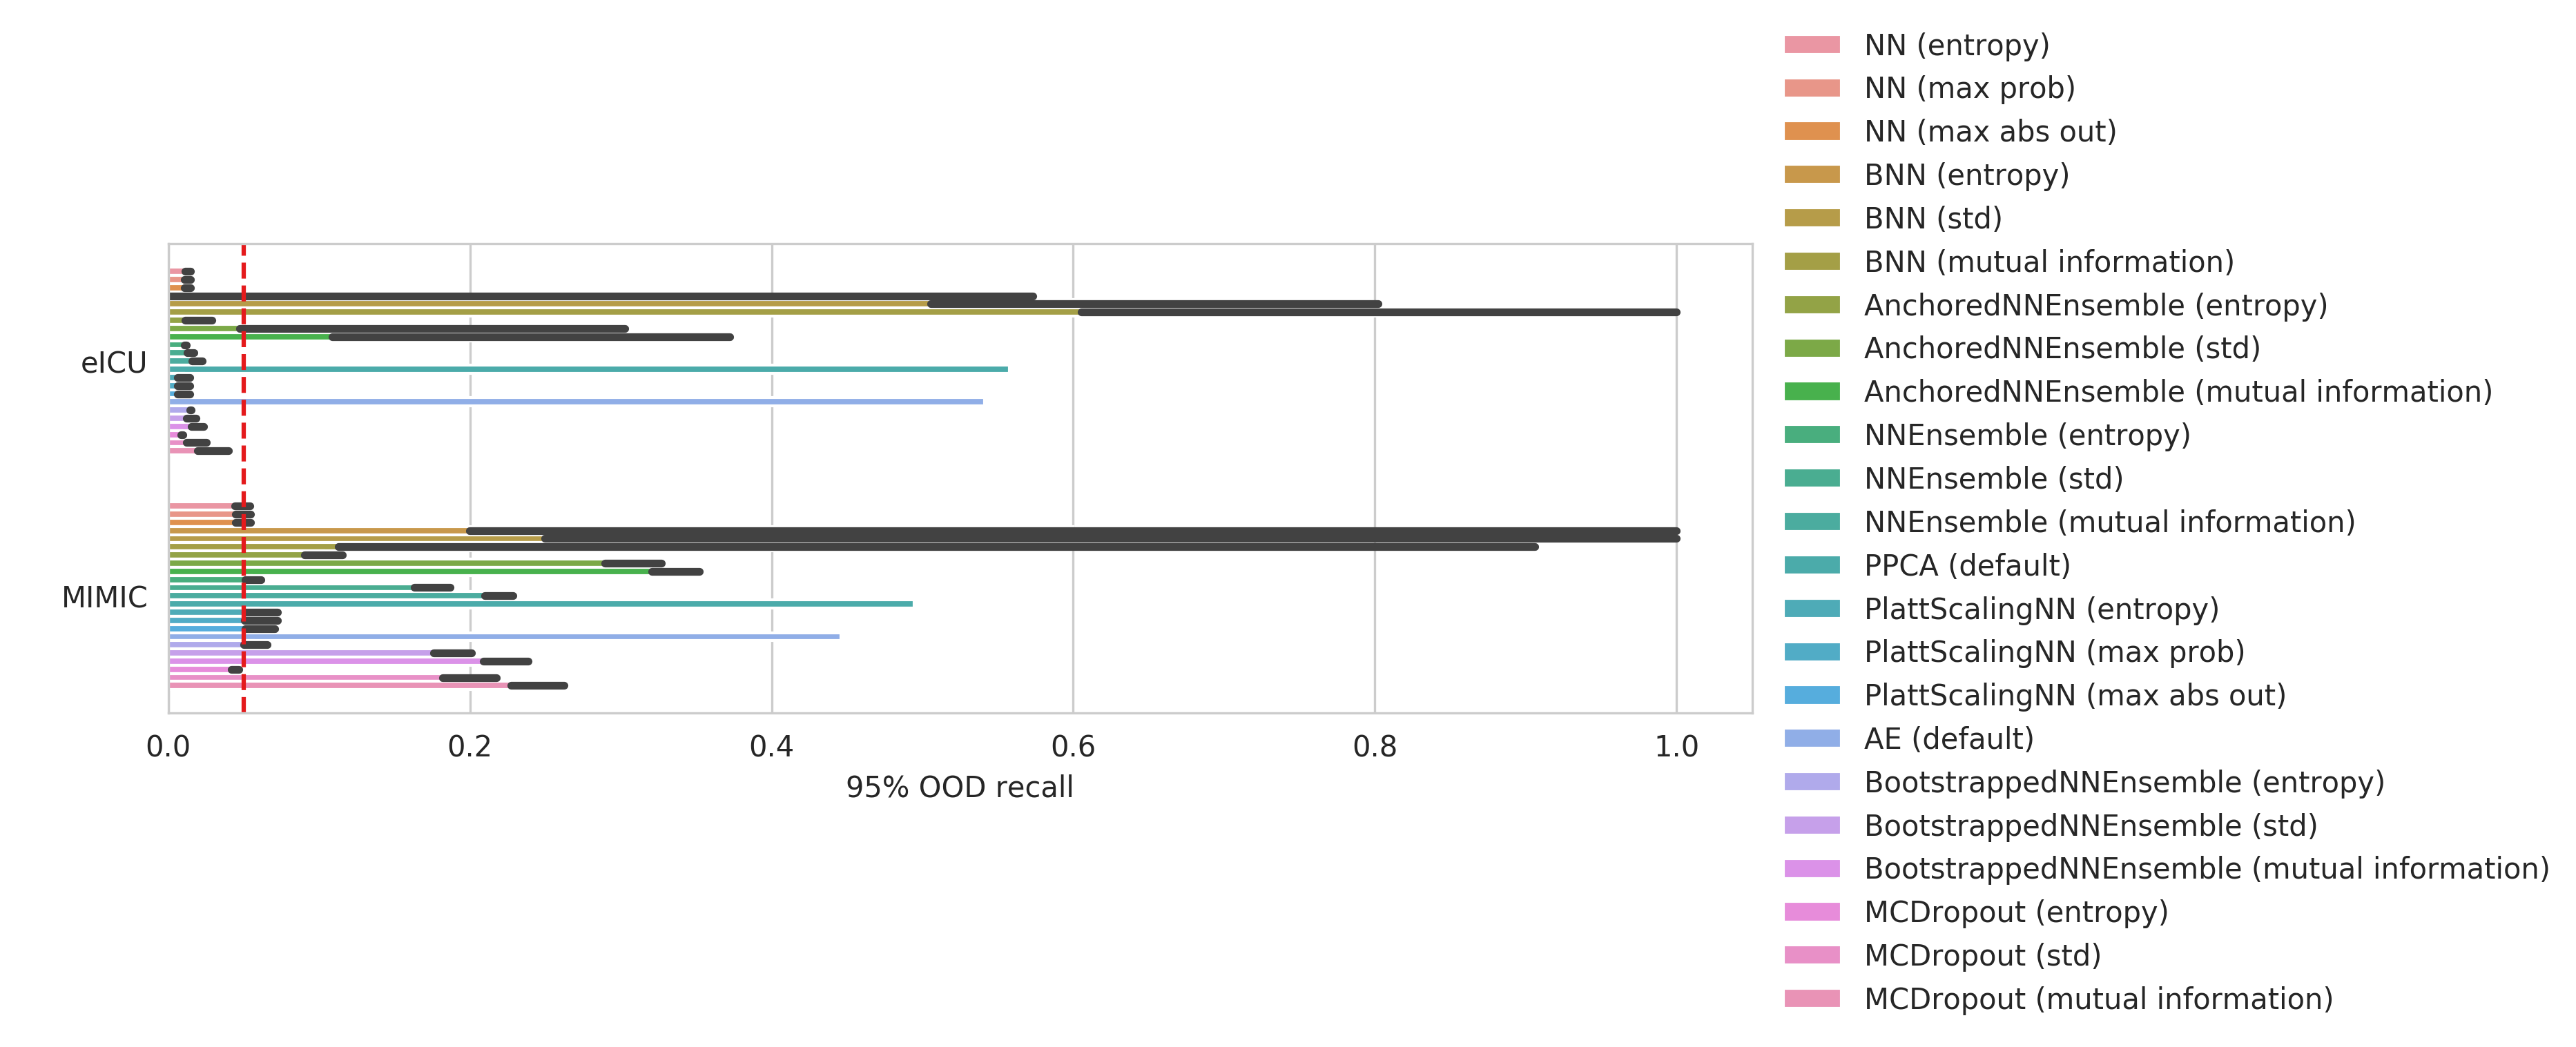 eICU
MIMIC
0.0
0.2
0.4
0.6
0.8
1.0
95% OOD recall
NN (entropy)
NN (max prob)
NN (max abs out)
BNN (entropy)
BNN (std)
BNN (mutual information)
AnchoredNNEnsemble (entropy)
AnchoredNNEnsemble (std)
AnchoredNNEnsemble (mutual information)
NNEnsemble (entropy)
NNEnsemble (std)
NNEnsemble (mutual information)
PPCA (default)
PlattScalingNN (entropy)
PlattScalingNN (max prob)
PlattScalingNN (max abs out)
AE (default)
BootstrappedNNEnsemble (entropy)
BootstrappedNNEnsemble (std)
BootstrappedNNEnsemble (mutual information)
MCDropout (entropy)
MCDropout (std)
MCDropout (mutual information)